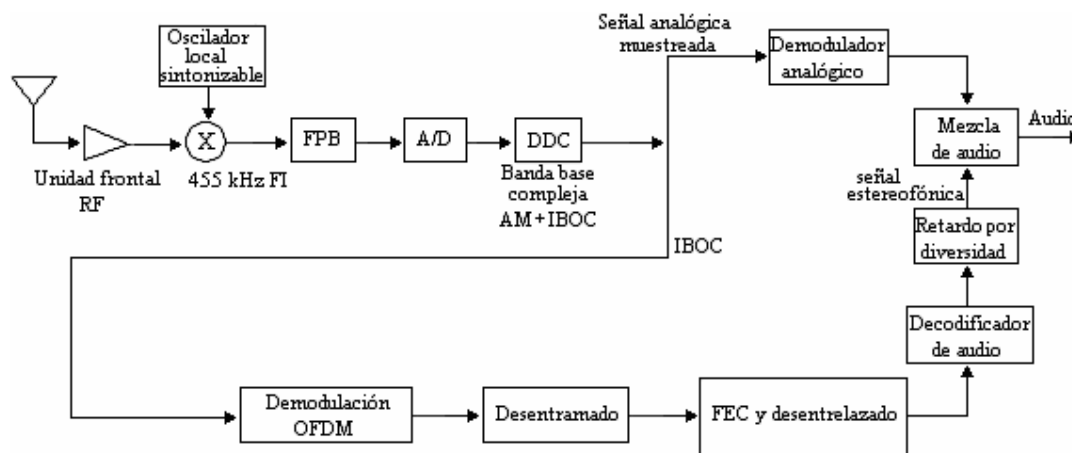 Oscilador
local
sintonizable
Unidad frontal
RF
X
455 kHz FI
FPB
A/D
DDC
Banda base
compleja
AM + IBOC
Señal analógica
muestreada
Demodulador
analógico
Mezcla
de audio
Audio
señal
estereofónica
Retardo por
diversidad
IBOC
Decodificador
de audio
Demodulación
OFDM
Desentramado
FEC y desentrelazado